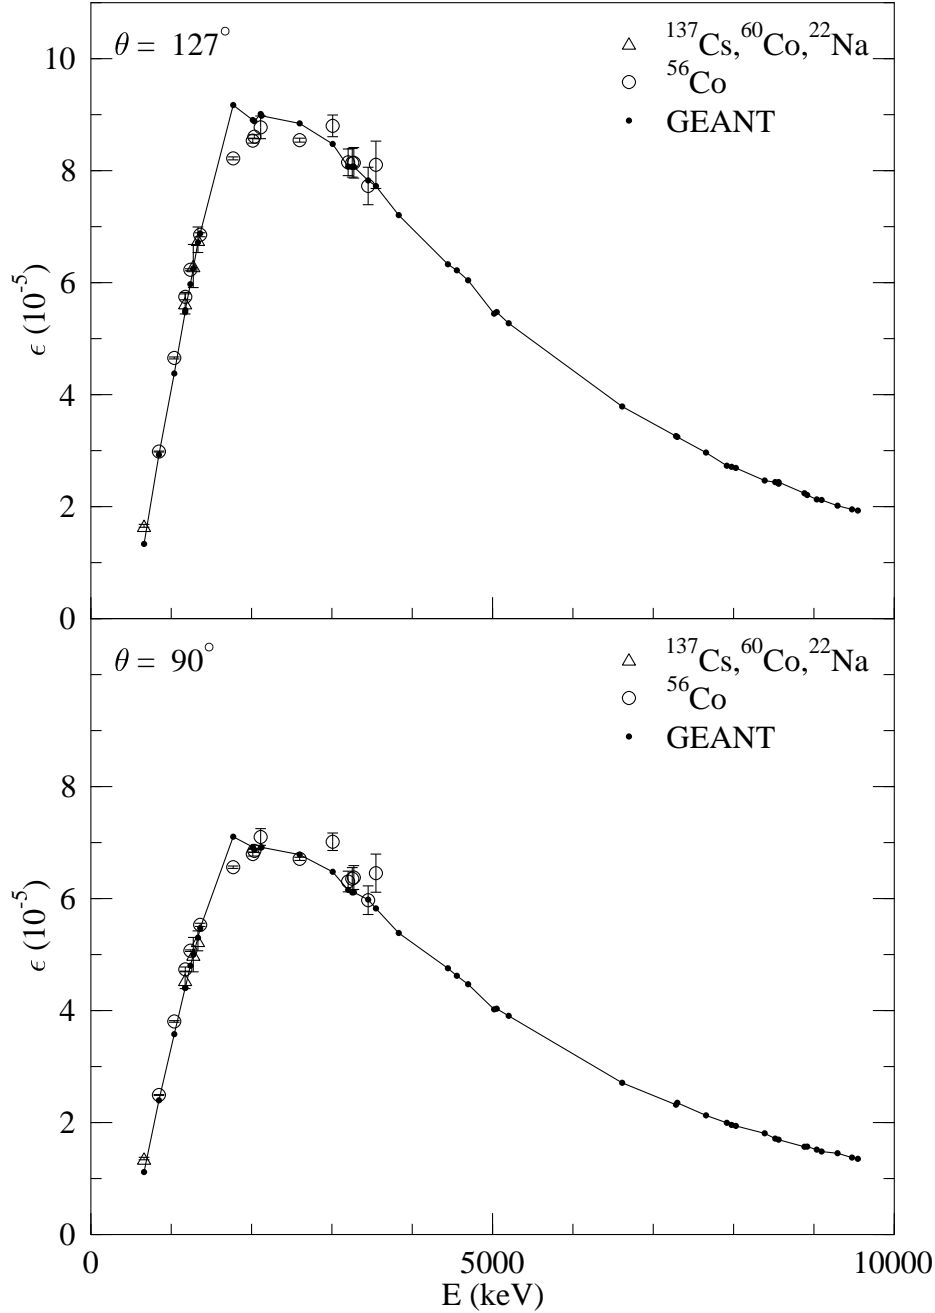 θ = 127°
¹³⁷Cs,⁶⁰Co,²²Na
⁵⁶Co
GEANT
10
8
6
4
2
0
ϵ (10⁻⁵)
θ = 90°
¹³⁷Cs,⁶⁰Co,²²Na
⁵⁶Co
GEANT
8
6
4
2
0
ϵ (10⁻⁵)
0 5000 10000
E (keV)